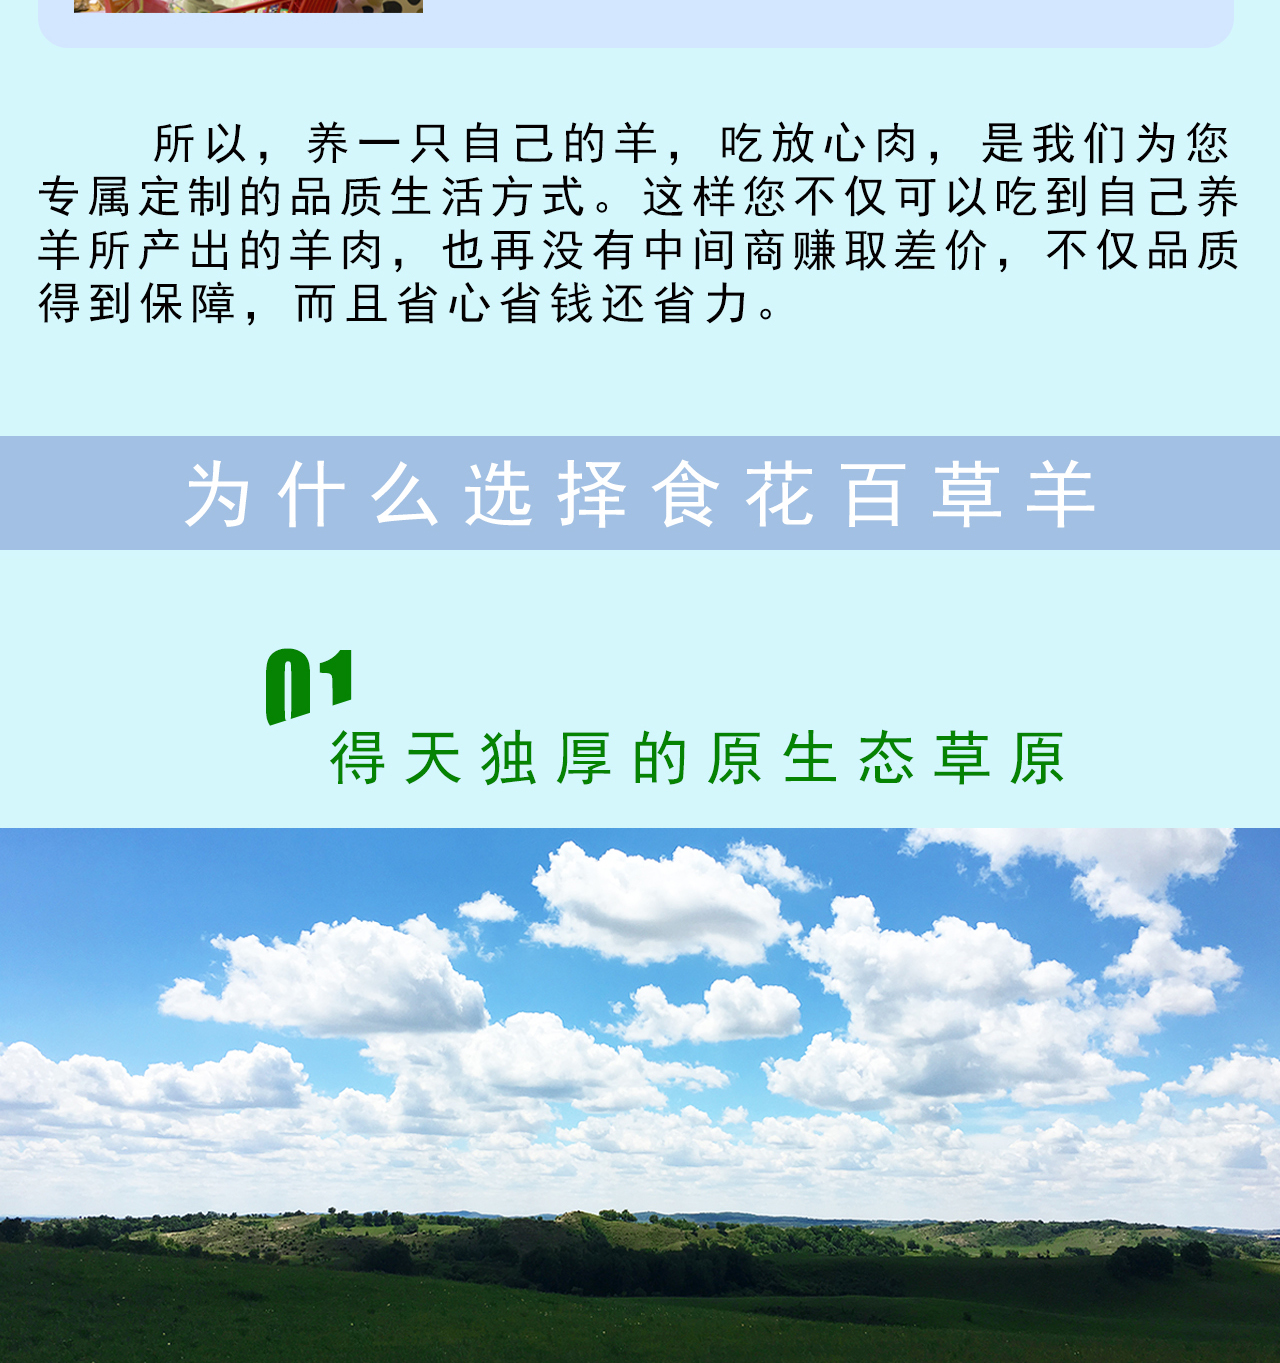 所以，养一只自己的羊，吃放心肉，是我们为您
专属定制的品质生活方式。这样您不仅可以吃到自己养
羊所产出的羊肉，也再没有中间商赚取差价，不仅品质
得到保障，而且省心省钱还省力。
为什么选择食花百草羊
01
得天独厚的原生态草原